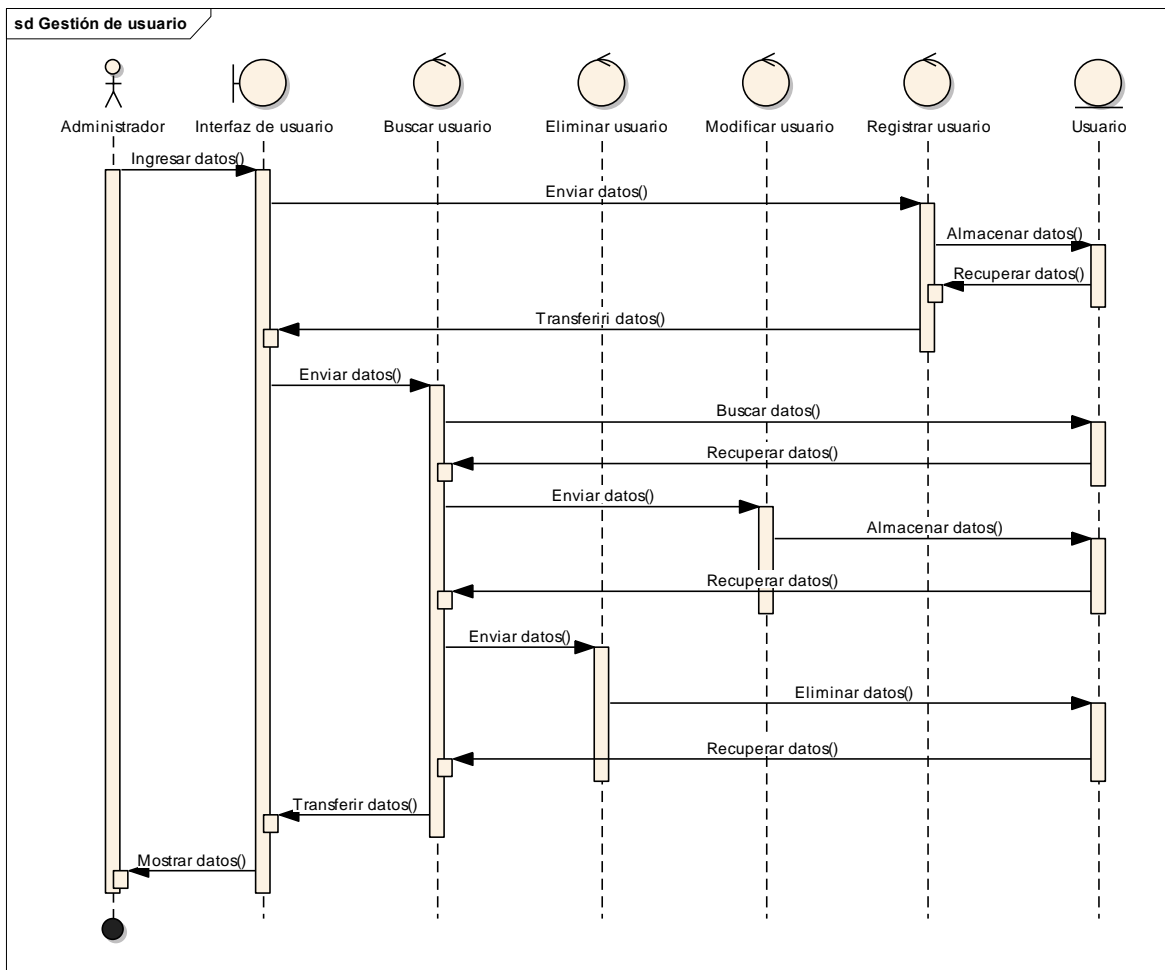 sd Gestión de usuario
Administrador
Interfaz de usuario
Buscar usuario
Eliminar usuario
Modificar usuario
Registrar usuario
Usuario
Ingresar datos()
Enviar datos()
Almacenar datos()
Recuperar datos()
Transferiri datos()
Enviar datos()
Buscar datos()
Recuperar datos()
Enviar datos()
Almacenar datos()
Recuperar datos()
Enviar datos()
Eliminar datos()
Recuperar datos()
Transferir datos()
Mostrar datos()